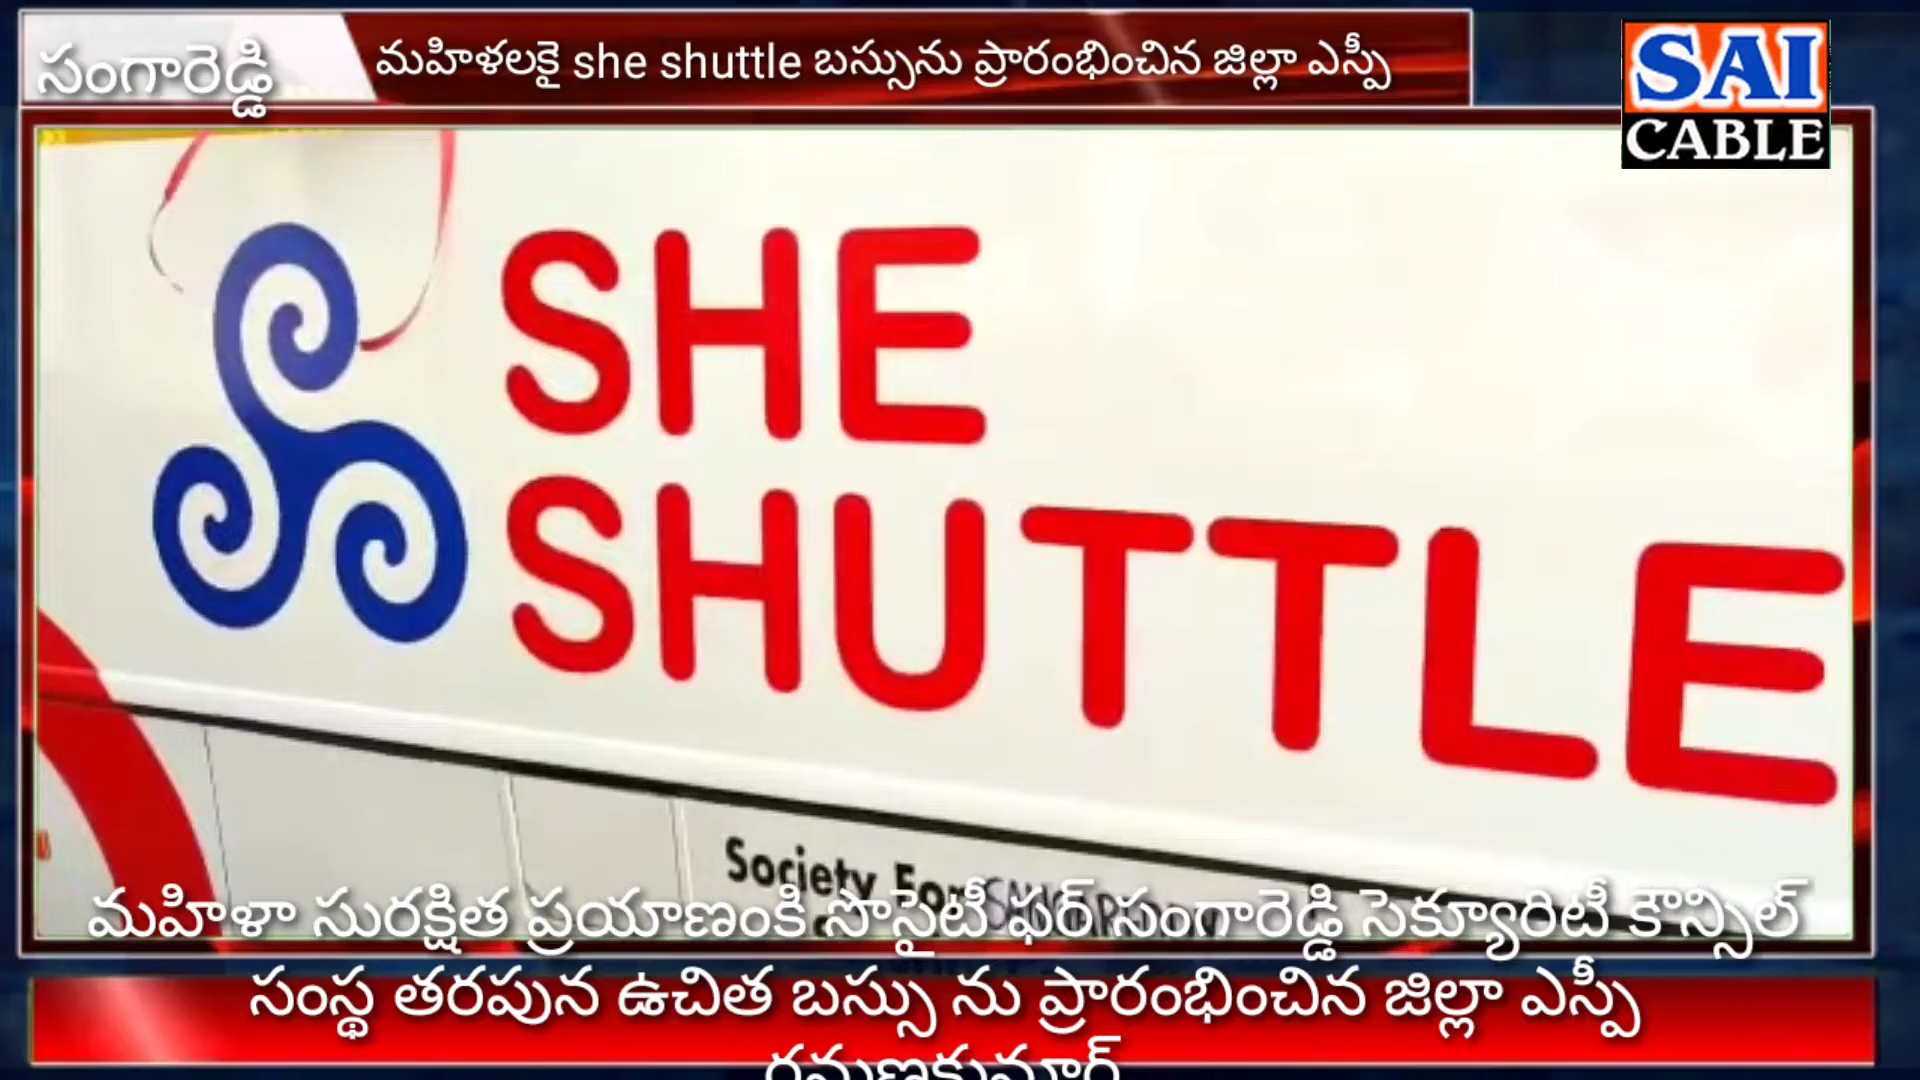 సంగారెడ్డి
మహిళలకై she shuttle బస్సును ప్రారంభించిన జిల్లా ఎస్పీ
SAI
CABLE
SHE
SHUTTLE
Society For
మహిళా సురక్షిత ప్రయాణంకి సొసైటీ ఫర్ సంగారెడ్డి సెక్యూరిటీ కౌన్సిల్
సంస్థ తరపున ఉచిత బస్సు ను ప్రారంభించిన జిల్లా ఎస్పీ
రమణకుమార్